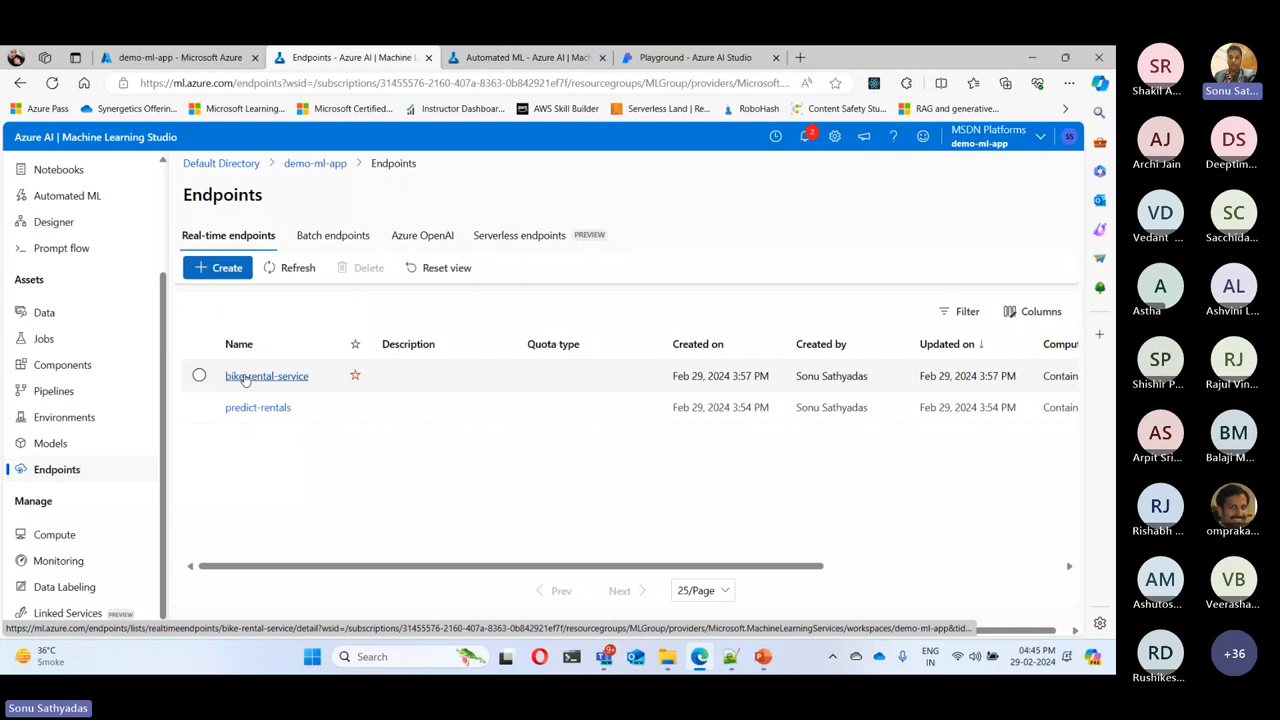 demo-ml-app - Microsoft Azure
Endpoints - Azure AI | Machine L
Automated ML - Azure AI | Mach
Playground - Azure AI Studio
https://ml.azure.com/endpoints?wsid=/subscriptions/31455576-2160-407a-8363-0b842921ef7f/resourcegroups/MLGroup/providers/Microsoft....
Azure Pass
Synergetics Offerin...
Microsoft Learning...
Microsoft Certified...
Instructor Dashboar...
AWS Skill Builder
Serverless Land | Re...
RoboHash
Content Safety Stu...
RAG and generative...
Azure AI | Machine Learning Studio
2
MSDN Platforms
demo-ml-app
SS
Notebooks
Automated ML
Designer
Prompt flow
Assets
Data
Jobs
Components
Pipelines
Environments
Models
Endpoints
Manage
Compute
Monitoring
Data Labeling
Linked Services PREVIEW
Default Directory > demo-ml-app > Endpoints
Endpoints
Real-time endpoints Batch endpoints Azure OpenAI Serverless endpoints PREVIEW
+ Create Refresh Delete Reset view
Filter Columns
Name Description Quota type Created on Created by Updated on ↓ Compu
bike-rental-service Feb 29, 2024 3:57 PM Sonu Sathyadas Feb 29, 2024 3:57 PM Contain
predict-rentals Feb 29, 2024 3:54 PM Sonu Sathyadas Feb 29, 2024 3:54 PM Contain
Prev Next 25/Page
https://ml.azure.com/endpoints/lists/realtimeendpoints/bike-rental-service/detail?wsid=/subscriptions/31455576-2160-407a-8363-0b842921ef7f/resourcegroups/MLGroup/providers/Microsoft.MachineLearningServices/workspaces/demo-ml-app&tid...
36°C
Smoke
Search
9+
ENG
IN
04:45 PM
29-02-2024
Sonu Sathyadas
SR
Shakil A...
Sonu Sat...
AJ
Archi Jain
DS
Deeptim...
VD
Vedant ...
SC
Sacchida...
A
Astha
AL
Ashvini L...
SP
Shishir P...
RJ
Rajul Vin...
AS
Arpit Sri...
BM
Balaji M...
RJ
Rishabh ...
ompraka...
AM
Ashutos...
VB
Veerasha...
RD
Rushikes...
+36